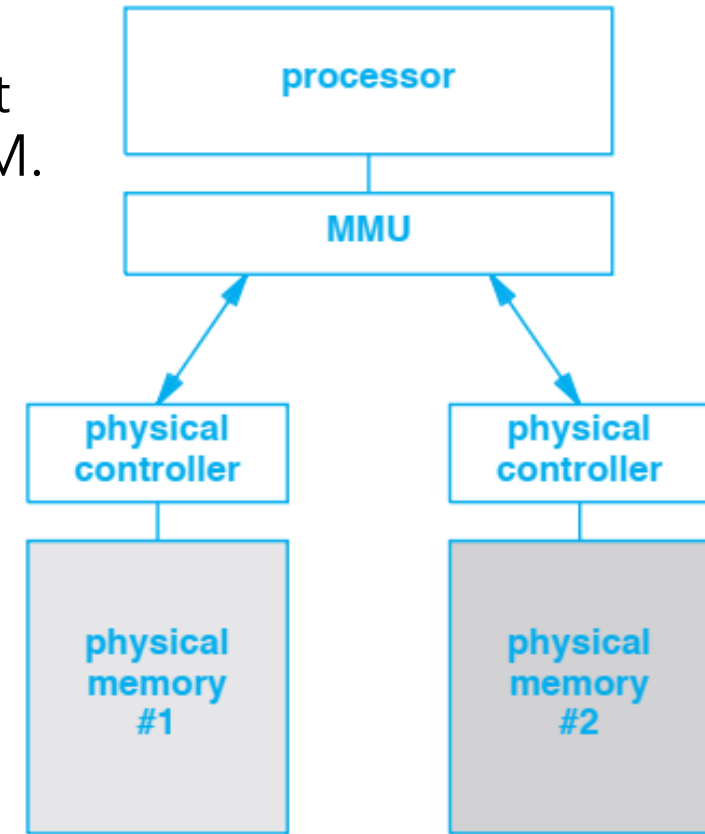 processor
t
M.
MMU
physical
controller
physical
controller
physical
memory
#1
physical
memory
#2